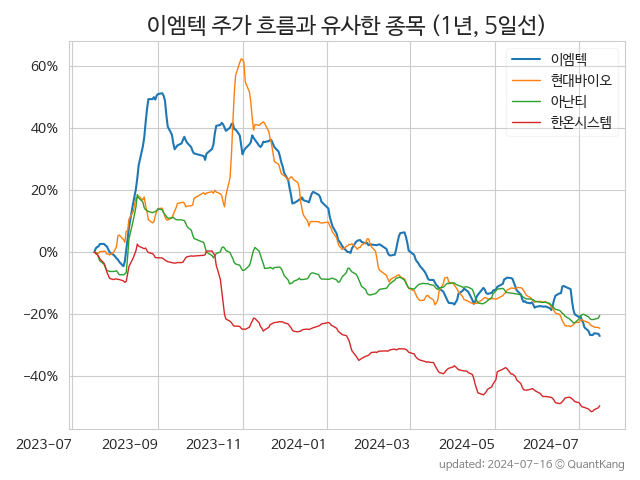 이엠텍 주가 흐름과 유사한 종목 (1년, 5일선)
이엠텍
현대바이오
아난티
한온시스템
60%
40%
20%
0%
−20%
−40%
2023-07
2023-09
2023-11
2024-01
2024-03
2024-05
2024-07
updated: 2024-07-16 © QuantKang